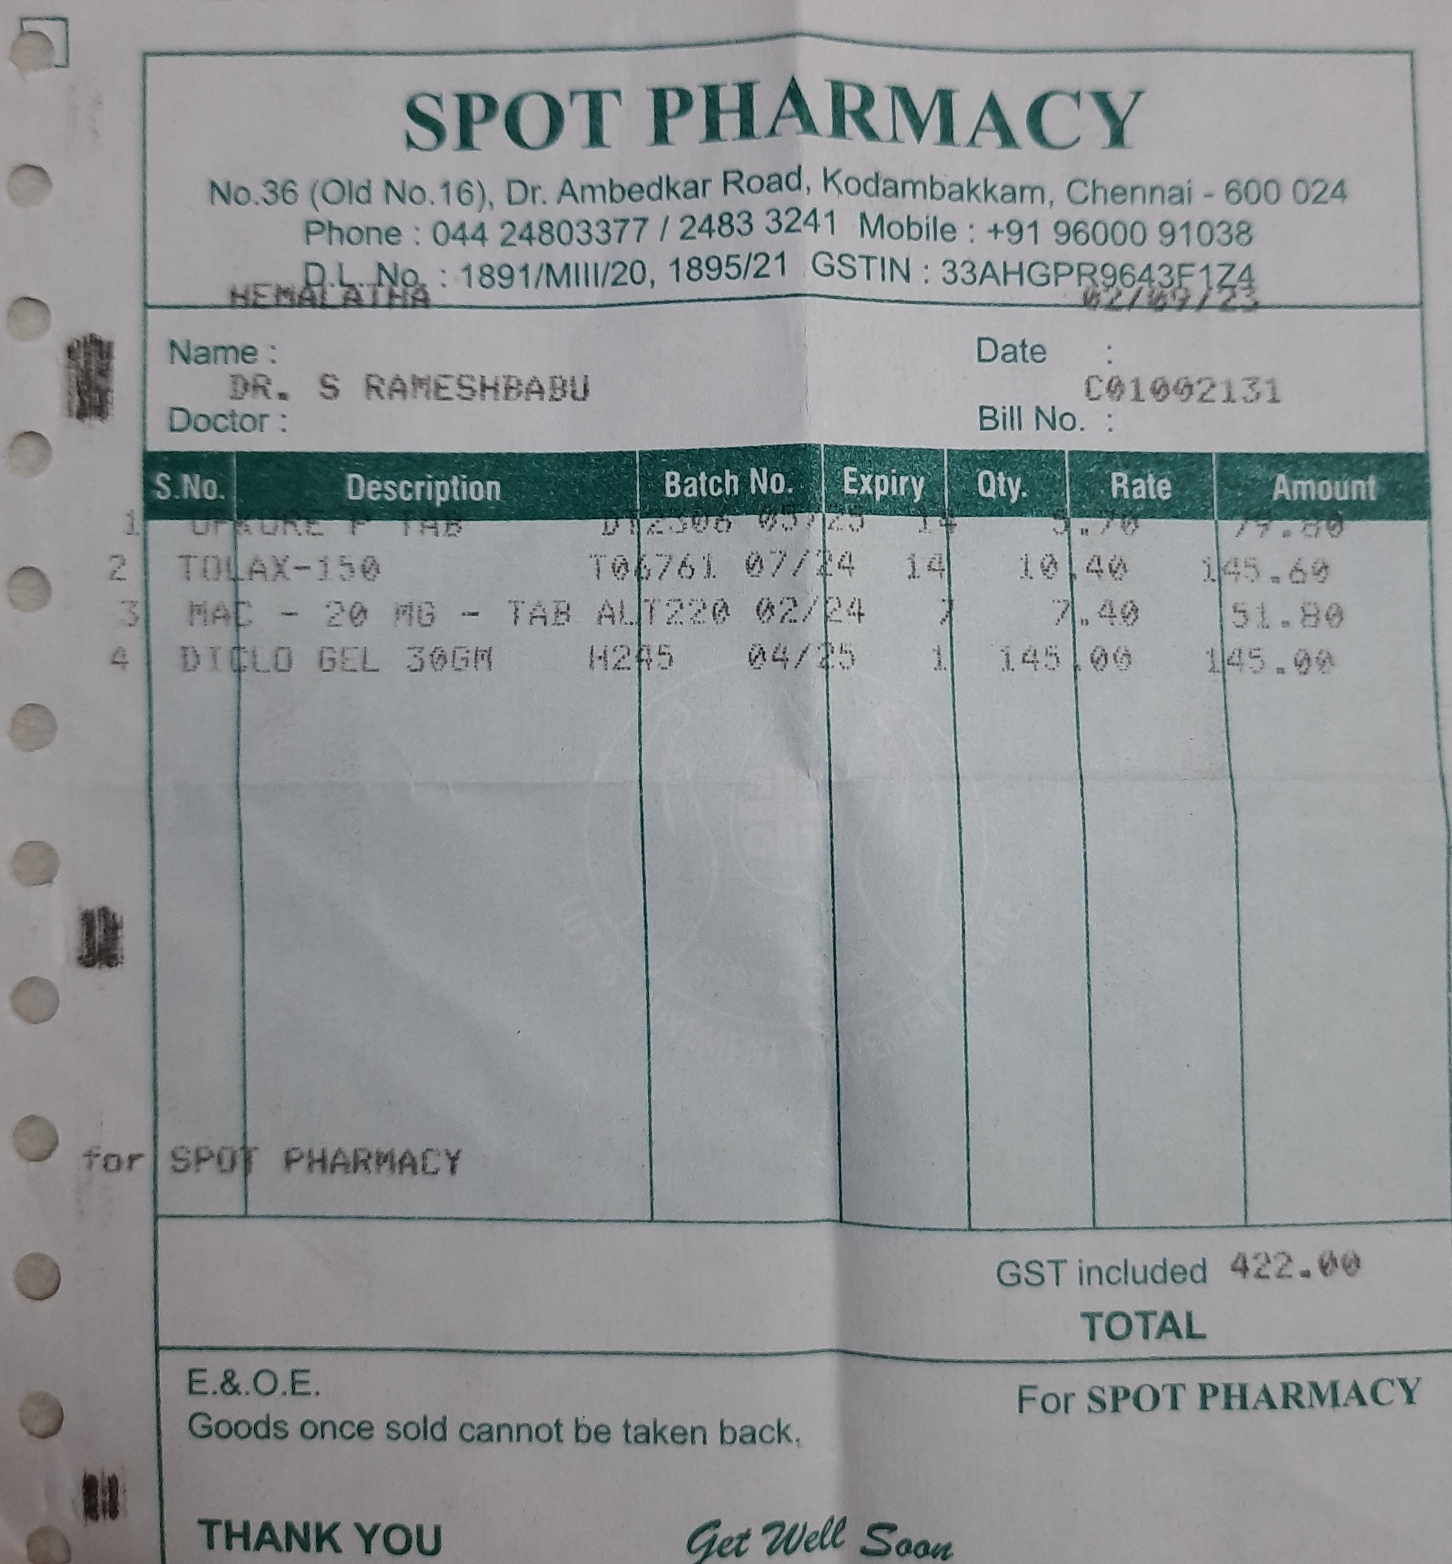 SPOT PHARMACY
No.36 (Old No.16), Dr. Ambedkar Road, Kodambakkam, Chennai - 600 024
Phone : 044 24803377 / 2483 3241 Mobile : +91 96000 91038
D.L. No. : 1891/MIII/20, 1895/21 GSTIN : 33AHGPR9643F1Z4
HEMALATHA 02/09/23
Name : Date :
DR. S RAMESHBABU C01002131
Doctor : Bill No. :
S.No. Description Batch No. Expiry Qty. Rate Amount
1 P TAB 05/25 14 5.70 79.80
2 TOLAX-150 T06761 07/24 14 10.40 145.60
3 MAC - 20 MG - TAB ALT220 02/24 7 7.40 51.80
4 DICLO GEL 30GM H245 04/25 1 145.00 145.00
for SPOT PHARMACY
GST included 422.00
TOTAL
E.&.O.E.
For SPOT PHARMACY
Goods once sold cannot be taken back.
THANK YOU Get Well Soon